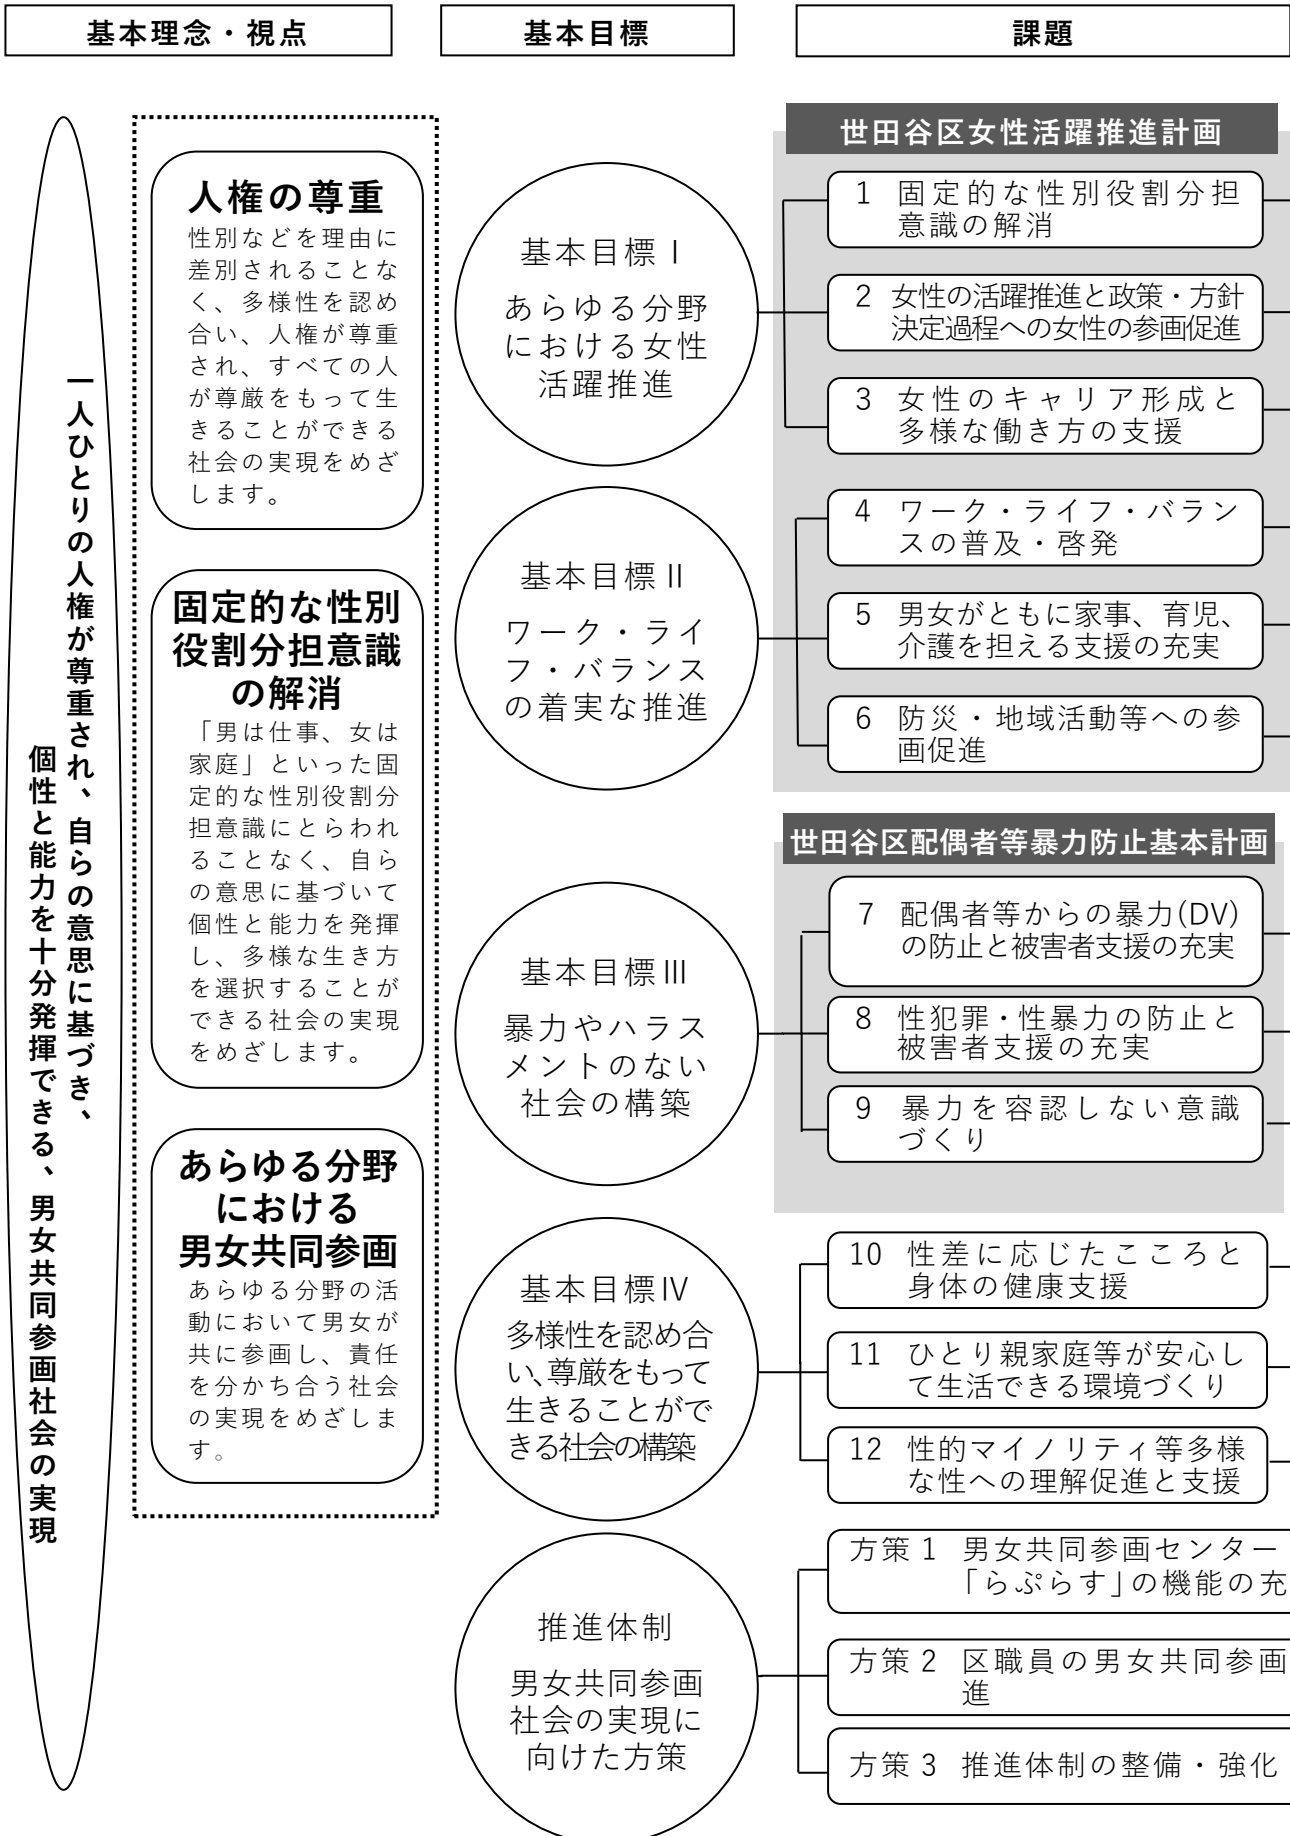 基本理念・視点
基本目標
課題
一人ひとりの人権が尊重され、自らの意思に基づき、
個性と能力を十分発揮できる、男女共同参画社会の実現
人権の尊重
性別などを理由に
差別されることな
く、多様性を認め
合い、人権が尊重
され、すべての人
が尊厳をもって生
きることができる
社会の実現をめざ
します。
固定的な性別
役割分担意識
の解消
「男は仕事、女は
家庭」といった固
定的な性別役割分
担意識にとらわれ
ることなく、自ら
の意思に基づいて
個性と能力を発揮
し、多様な生き方
を選択することが
できる社会の実現
をめざします。
あらゆる分野
における
男女共同参画
あらゆる分野の活
動において男女が
共に参画し、責任
を分かち合う社会
の実現をめざしま
す。
基本目標Ⅰ
あらゆる分野
における女性
活躍推進
世田谷区女性活躍推進計画
1 固定的な性別役割分担
意識の解消
2 女性の活躍推進と政策・方針
決定過程への女性の参画促進
3 女性のキャリア形成と
多様な働き方の支援
基本目標Ⅱ
ワーク・ライ
フ・バランス
の着実な推進
4 ワーク・ライフ・バラン
スの普及・啓発
5 男女がともに家事、育児、
介護を担える支援の充実
6 防災・地域活動等への参
画促進
基本目標Ⅲ
暴力やハラス
メントのない
社会の構築
世田谷区配偶者等暴力防止基本計画
7 配偶者等からの暴力(DV)
の防止と被害者支援の充実
8 性犯罪・性暴力の防止と
被害者支援の充実
9 暴力を容認しない意識
づくり
基本目標Ⅳ
多様性を認め合
い、尊厳をもって
生きることがで
きる社会の構築
10 性差に応じたこころと
身体の健康支援
11 ひとり親家庭等が安心し
て生活できる環境づくり
12 性的マイノリティ等多様
な性への理解促進と支援
推進体制
男女共同参画
社会の実現に
向けた方策
方策1 男女共同参画センター
「らぷらす」の機能の充
方策2 区職員の男女共同参画
進
方策3 推進体制の整備・強化